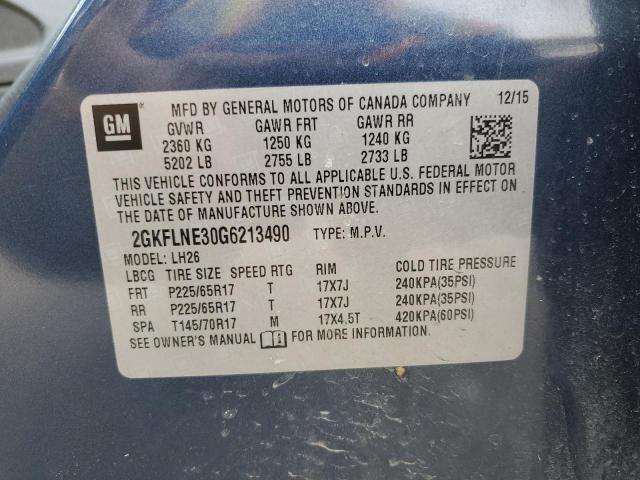 GM MFD BY GENERAL MOTORS OF CANADA COMPANY 12/15
GVWR GAWR FRT GAWR RR
2360 KG 1250 KG 1240 KG
5202 LB 2755 LB 2733 LB
THIS VEHICLE CONFORMS TO ALL APPLICABLE U.S. FEDERAL MOTOR
VEHICLE SAFETY AND THEFT PREVENTION STANDARDS IN EFFECT ON
THE DATE OF MANUFACTURE SHOWN ABOVE.
2GKFLNE30G6213490 TYPE: M.P.V.
MODEL: LH26
LBCG TIRE SIZE SPEED RTG RIM COLD TIRE PRESSURE
FRT P225/65R17 T 17X7J 240KPA(35PSI)
RR P225/65R17 T 17X7J 240KPA(35PSI)
SPA T145/70R17 M 17X4.5T 420KPA(60PSI)
SEE OWNER'S MANUAL FOR MORE INFORMATION.